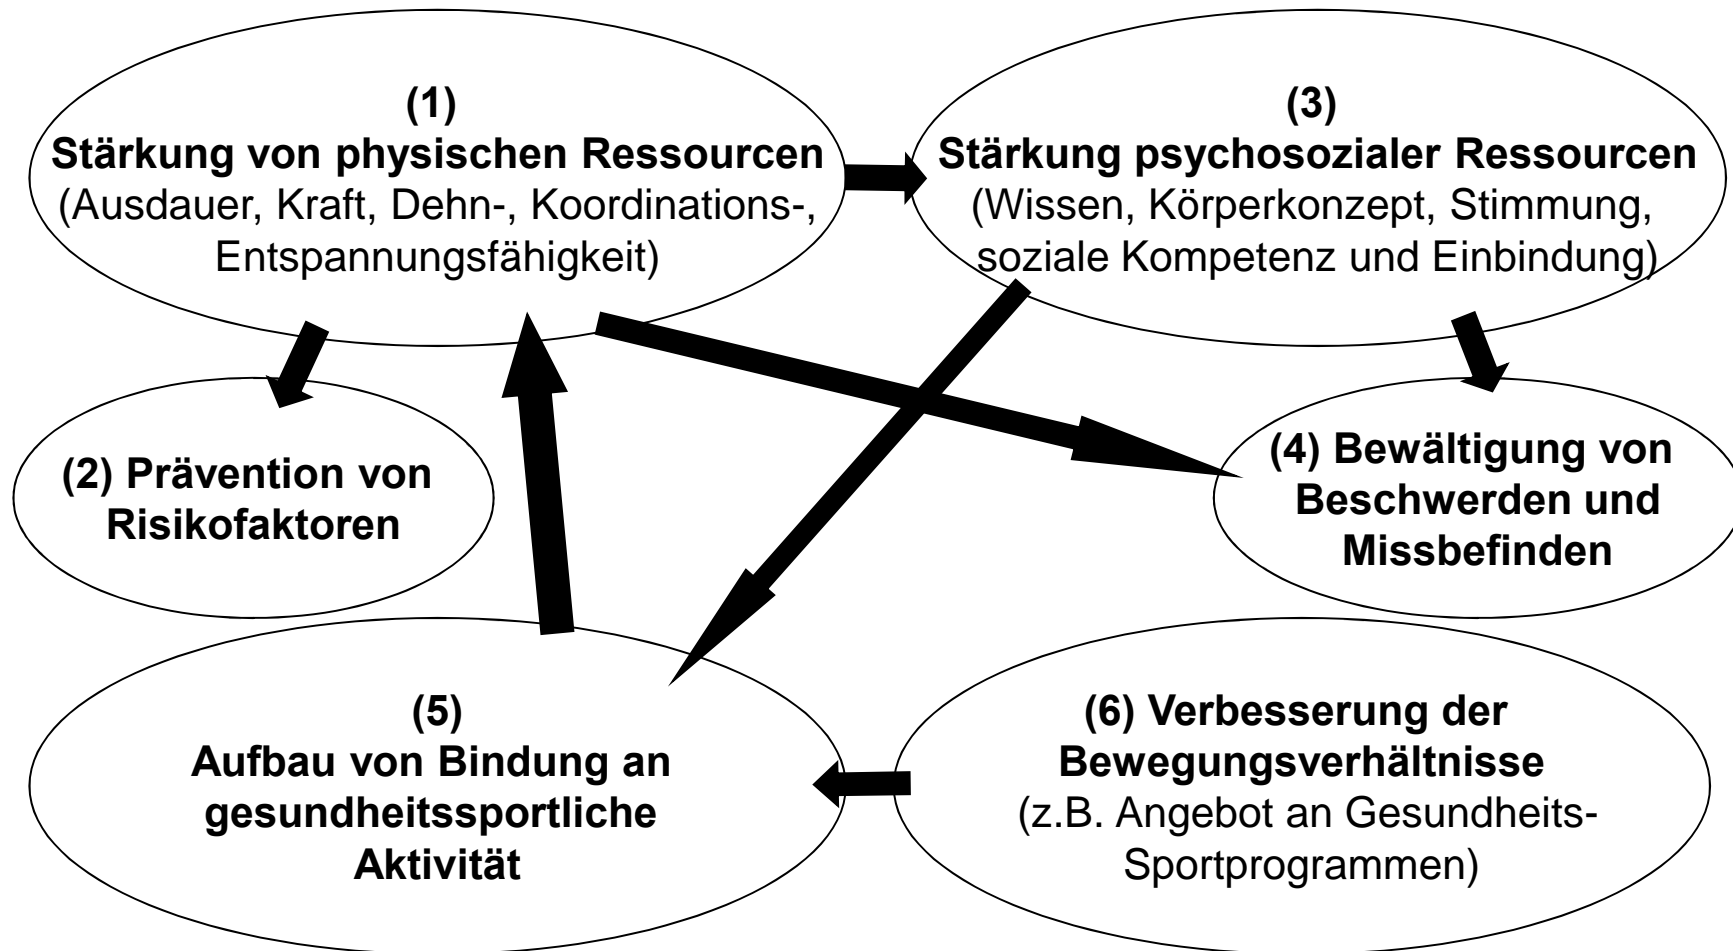 (1)
Stärkung von physischen Ressourcen
(Ausdauer, Kraft, Dehn-, Koordinations-,
Entspannungsfähigkeit)
(3)
Stärkung psychosozialer Ressourcen
(Wissen, Körperkonzept, Stimmung,
soziale Kompetenz und Einbindung)
(2) Prävention von
Risikofaktoren
(4) Bewältigung von
Beschwerden und
Missbefinden
(5)
Aufbau von Bindung an
gesundheitssportliche
Aktivität
(6) Verbesserung der
Bewegungsverhältnisse
(z.B. Angebot an Gesundheits-
Sportprogrammen)